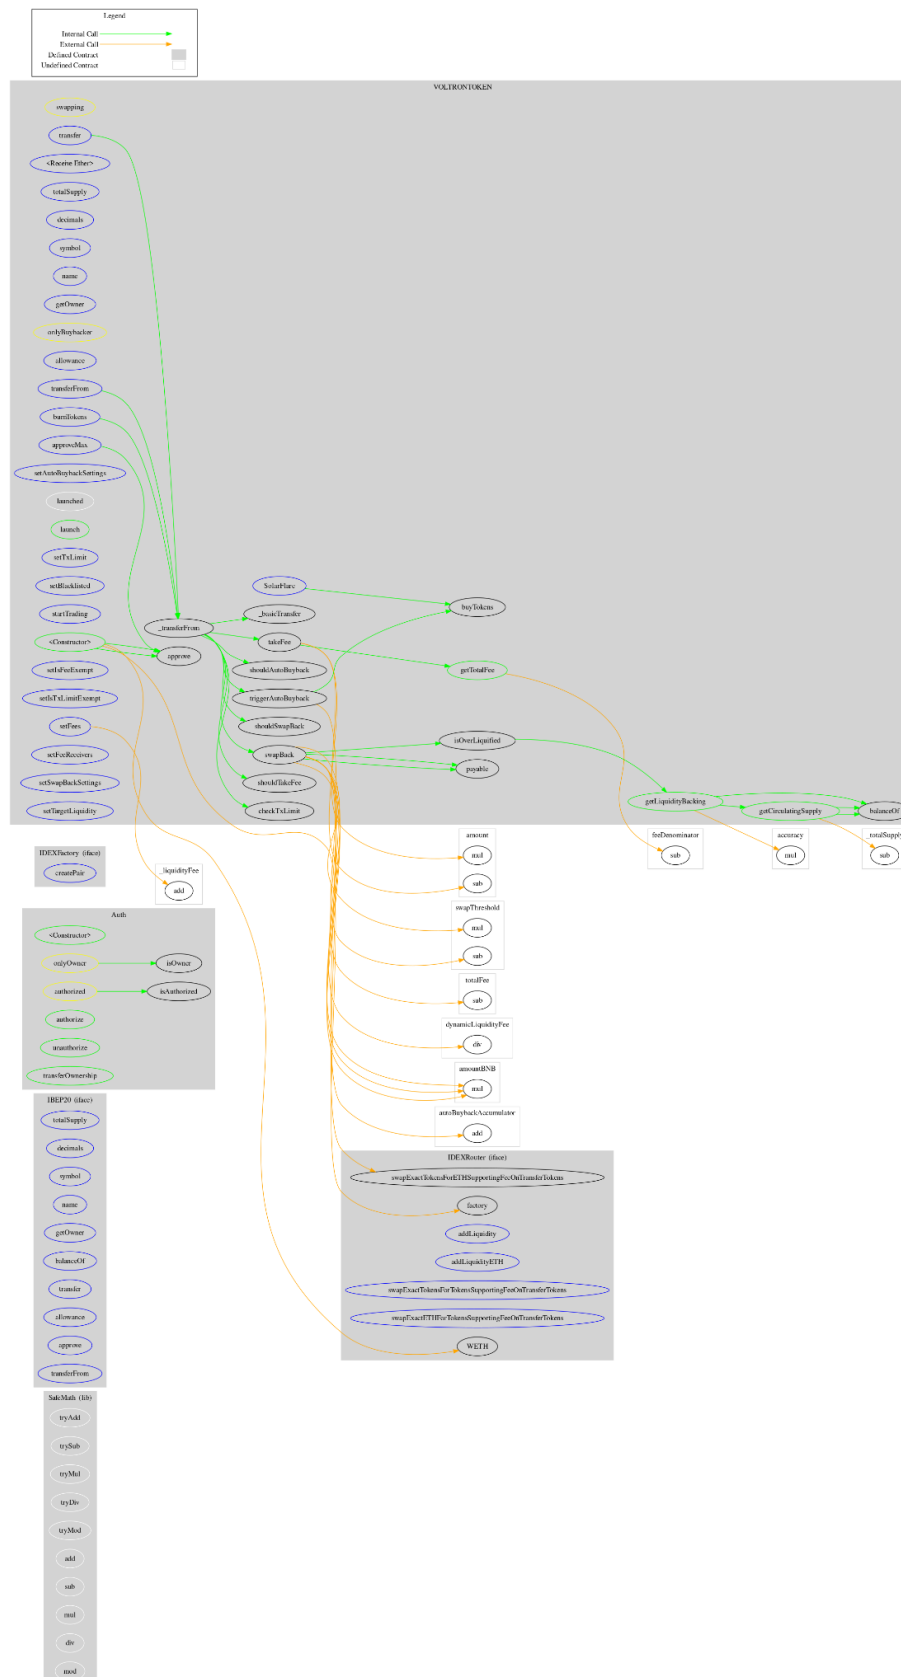 Legend
Internal Call
External Call
Defined Contract
Undefined Contract
VOLTRONTOKEN
swapping
transfer
<Receive Ether>
totalSupply
decimals
symbol
name
getOwner
onlyBuybacker
allowance
transferFrom
burnTokens
approveMax
setAutoBuybackSettings
launched
launch
setTxLimit
setBlacklisted
startTrading
<Constructor>
setIsFeeExempt
setIsTxLimitExempt
setFees
setFeeReceivers
setSwapBackSettings
setTargetLiquidity
_transferFrom
approve
SolarFlare
_basicTransfer
takeFee
shouldAutoBuyback
triggerAutoBuyback
shouldSwapBack
swapBack
shouldTakeFee
checkTxLimit
buyTokens
getTotalFee
isOverLiquified
payable
getLiquidityBacking
getCirculatingSupply
balanceOf
IDEXFactory (iface)
createPair
_liquidityFee
add
amount
mul
sub
swapThreshold
mul
sub
totalFee
sub
dynamicLiquidityFee
div
amountBNB
mul
autoBuybackAccumulator
add
feeDenominator
sub
accuracy
mul
_totalSupply
sub
Auth
<Constructor>
onlyOwner
isOwner
authorized
isAuthorized
authorize
unauthorize
transferOwnership
IBEP20 (iface)
totalSupply
decimals
symbol
name
getOwner
balanceOf
transfer
allowance
approve
transferFrom
IDEXRouter (iface)
swapExactTokensForETHSupportingFeeOnTransferTokens
factory
addLiquidity
addLiquidityETH
swapExactTokensForTokensSupportingFeeOnTransferTokens
swapExactETHForTokensSupportingFeeOnTransferTokens
WETH
SafeMath (lib)
tryAdd
trySub
tryMul
tryDiv
tryMod
add
sub
mul
div
mod